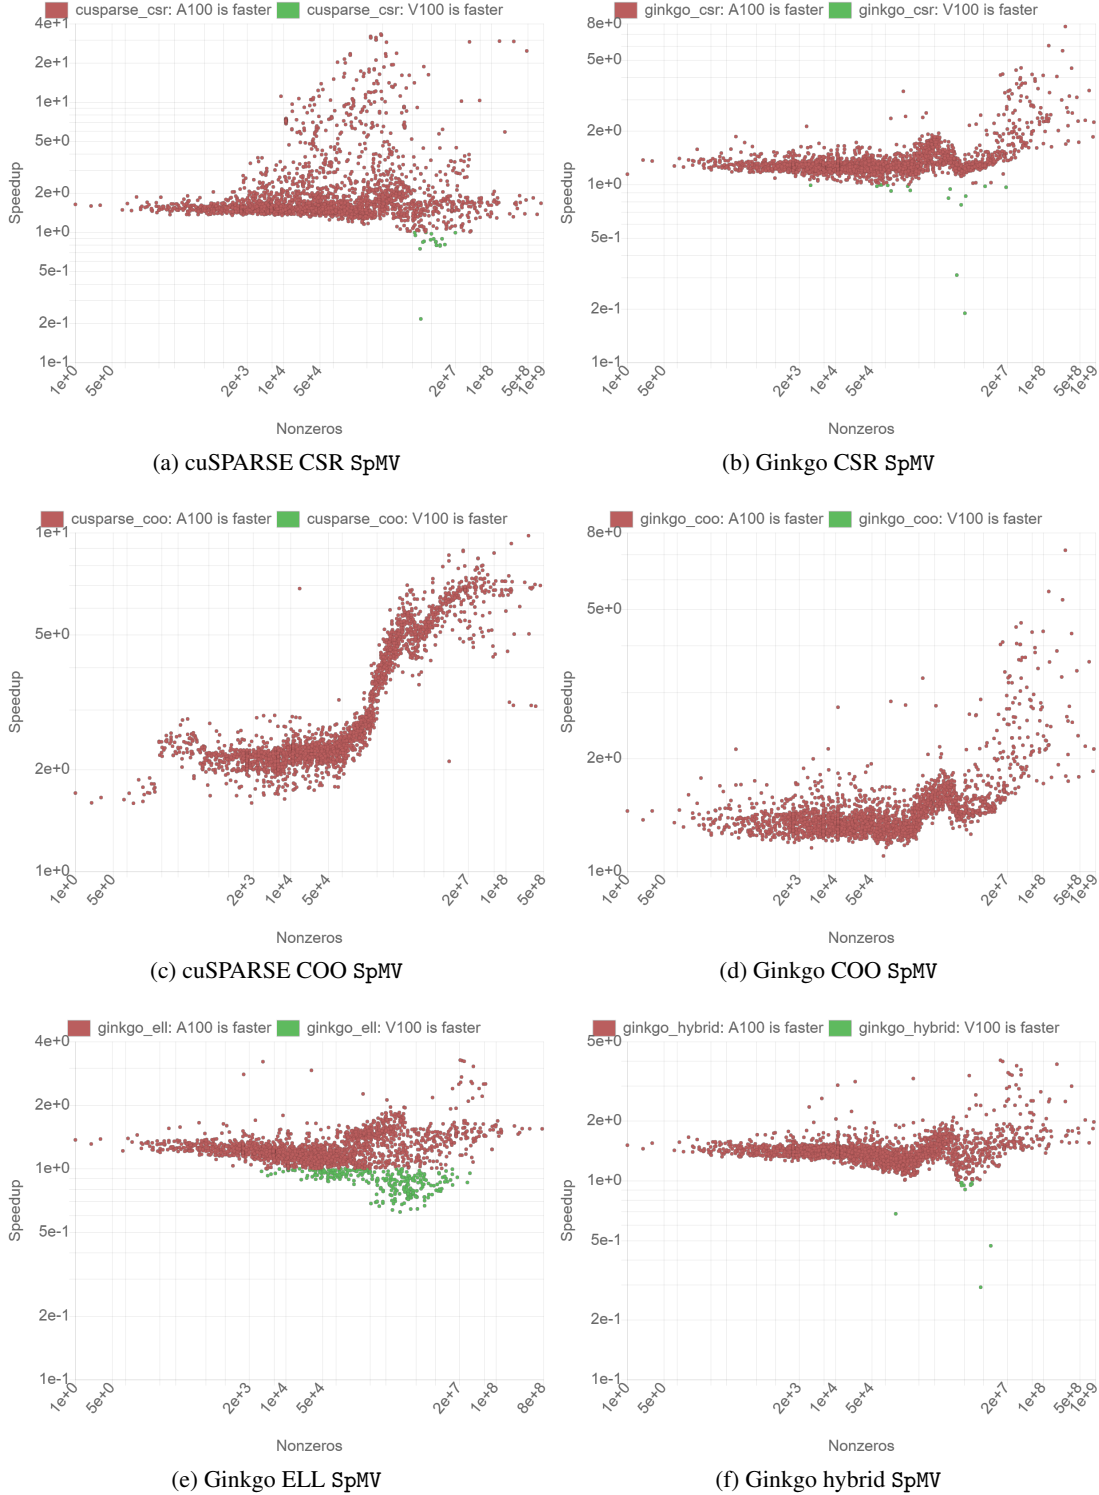 cusparse_csr: A100 is faster cusparse_csr: V100 is faster
4e+1
2e+1
1e+1
5e+0
2e+0
1e+0
5e-1
2e-1
1e-1
Speedup
1e+0 5e+0 2e+3 1e+4 5e+4 2e+7 1e+8 5e+8 1e+9
Nonzeros
(a) cuSPARSE CSR SpMV
ginkgo_csr: A100 is faster ginkgo_csr: V100 is faster
8e+0
5e+0
2e+0
1e+0
5e-1
2e-1
1e-1
Speedup
1e+0 5e+0 2e+3 1e+4 5e+4 2e+7 1e+8 5e+8 1e+9
Nonzeros
(b) Ginkgo CSR SpMV
cusparse_coo: A100 is faster cusparse_coo: V100 is faster
1e+1
5e+0
2e+0
1e+0
Speedup
1e+0 5e+0 2e+3 1e+4 5e+4 2e+7 1e+8 5e+8
Nonzeros
(c) cuSPARSE COO SpMV
ginkgo_coo: A100 is faster ginkgo_coo: V100 is faster
8e+0
5e+0
2e+0
1e+0
Speedup
1e+0 5e+0 2e+3 1e+4 5e+4 2e+7 1e+8 5e+8 1e+9
Nonzeros
(d) Ginkgo COO SpMV
ginkgo_ell: A100 is faster ginkgo_ell: V100 is faster
4e+0
2e+0
1e+0
5e-1
2e-1
1e-1
Speedup
1e+0 5e+0 2e+3 1e+4 5e+4 2e+7 1e+8 8e+8
Nonzeros
(e) Ginkgo ELL SpMV
ginkgo_hybrid: A100 is faster ginkgo_hybrid: V100 is faster
5e+0
2e+0
1e+0
5e-1
2e-1
1e-1
Speedup
1e+0 5e+0 2e+3 1e+4 5e+4 2e+7 1e+8 5e+8 1e+9
Nonzeros
(f) Ginkgo hybrid SpMV